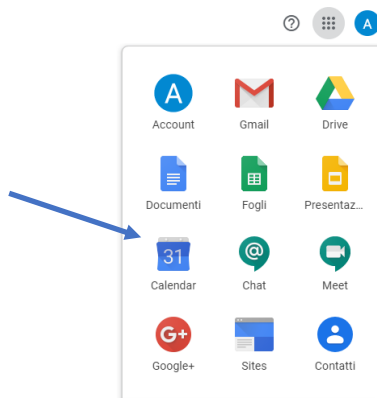 A
A
Account Gmail Drive
Documenti Fogli Presentaz...
31
Calendar Chat Meet
G+
Google+ Sites Contatti